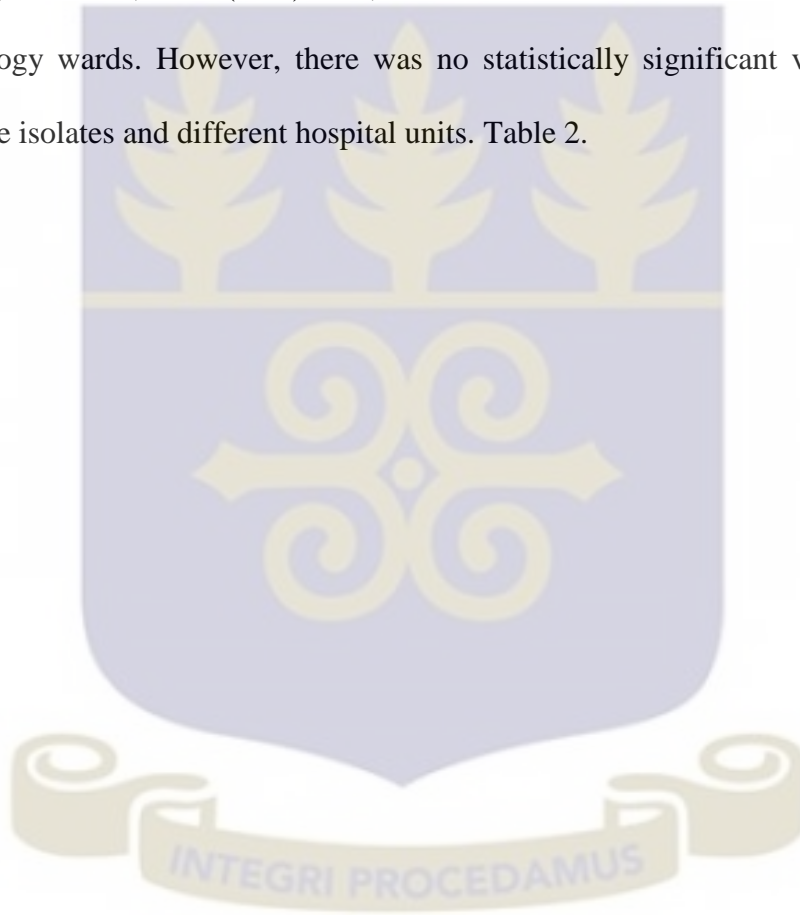 ogy wards. However, there was no statistically significant
e isolates and different hospital units. Table 2.
INTEGRI PROCEDAMUS